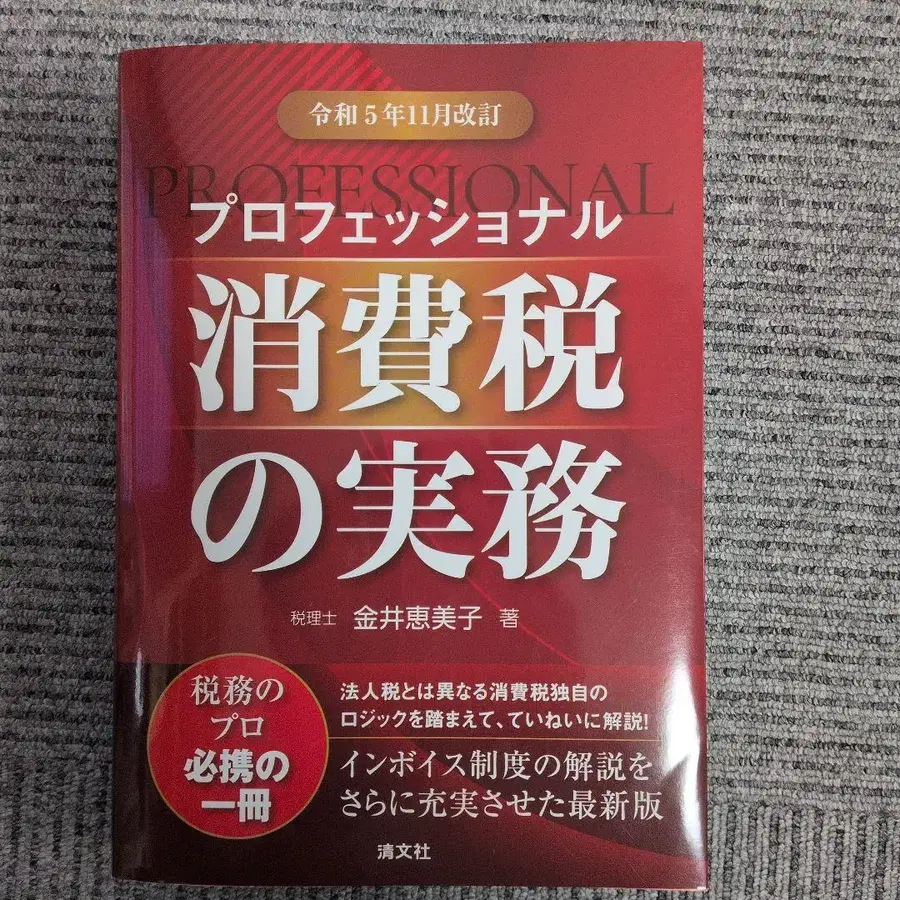 令和5年11月改訂
PROFESSIONAL
プロフェッショナル
消費税
の実務
税理士 金井恵美子 著
税務の
プロ
必携の
一冊
法人税とは異なる消費税独自の
ロジックを踏まえて、ていねいに解説!
インボイス制度の解説を
さらに充実させた最新版
清文社